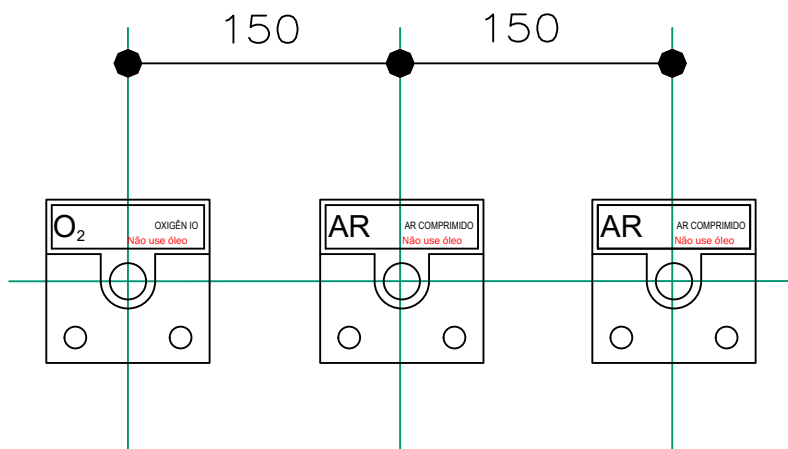 150 150
O₂ OXIGÊN IO
Não use óleo
AR AR COMPRIMIDO
Não use óleo
AR AR COMPRIMIDO
Não use óleo